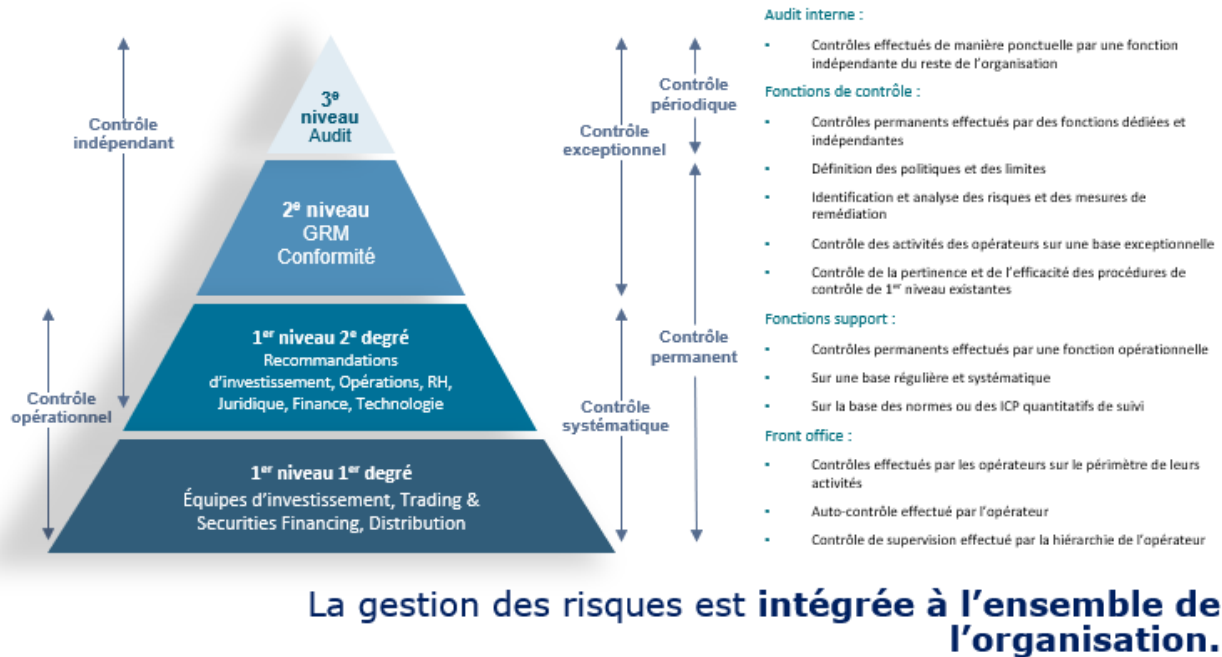 Contrôle
indépendant
Contrôle
opérationnel
3e
niveau
Audit
2e niveau
GRM
Conformité
1er niveau 2e degré
Recommandations
d’investissement, Opérations, RH,
Juridique, Finance, Technologie
1er niveau 1er degré
Équipes d’investissement, Trading &
Securities Financing, Distribution
Contrôle
exceptionnel
Contrôle
systématique
Contrôle
périodique
Contrôle
permanent
Audit interne :
▪ Contrôles effectués de manière ponctuelle par une fonction
indépendante du reste de l’organisation
Fonctions de contrôle :
▪ Contrôles permanents effectués par des fonctions dédiées et
indépendantes
▪ Définition des politiques et des limites
▪ Identification et analyse des risques et des mesures de
remédiation
▪ Contrôle des activités des opérateurs sur une base exceptionnelle
▪ Contrôle de la pertinence et de l’efficacité des procédures de
contrôle de 1er niveau existantes
Fonctions support :
▪ Contrôles permanents effectués par une fonction opérationnelle
▪ Sur une base régulière et systématique
▪ Sur la base des normes ou des ICP quantitatifs de suivi
Front office :
▪ Contrôles effectués par les opérateurs sur le périmètre de leurs
activités
▪ Auto-contrôle effectué par l’opérateur
▪ Contrôle de supervision effectué par la hiérarchie de l’opérateur
La gestion des risques est intégrée à l’ensemble de
l’organisation.